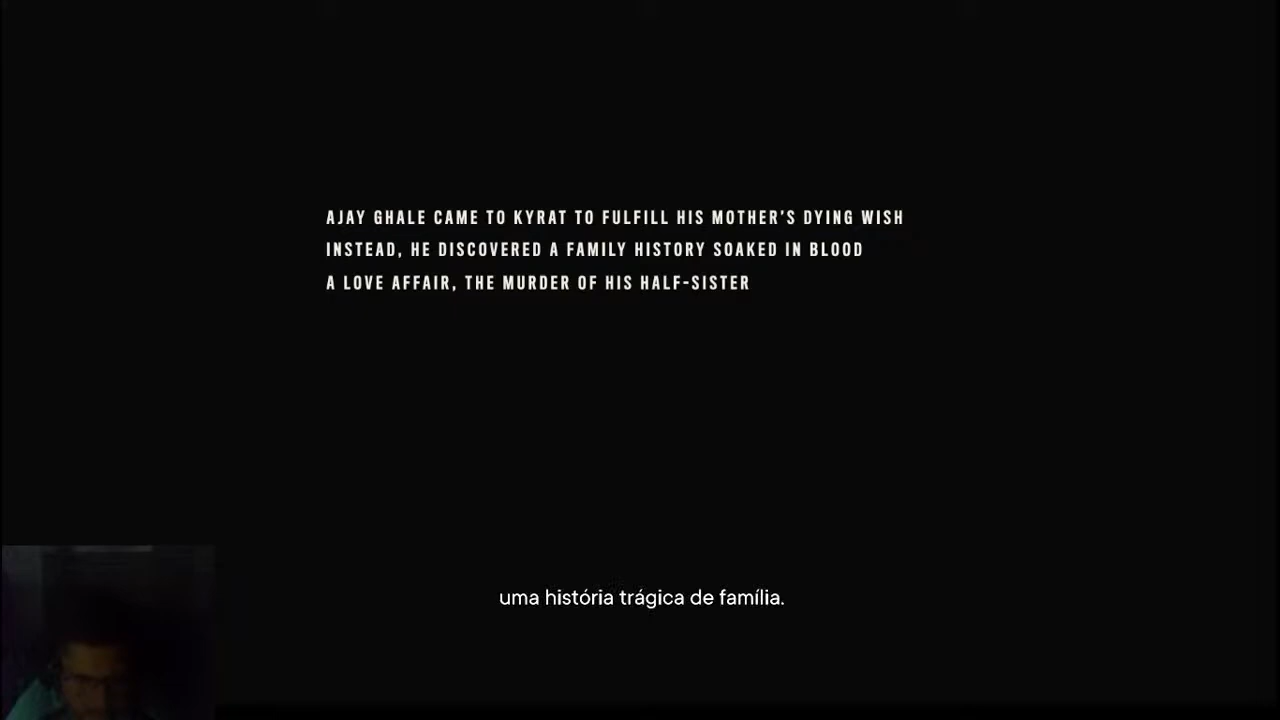 AJAY GHALE CAME TO KYRAT TO FULFILL HIS MOTHER'S DYING WISH
INSTEAD, HE DISCOVERED A FAMILY HISTORY SOAKED IN BLOOD
A LOVE AFFAIR, THE MURDER OF HIS HALF-SISTER
uma história trágica de família.